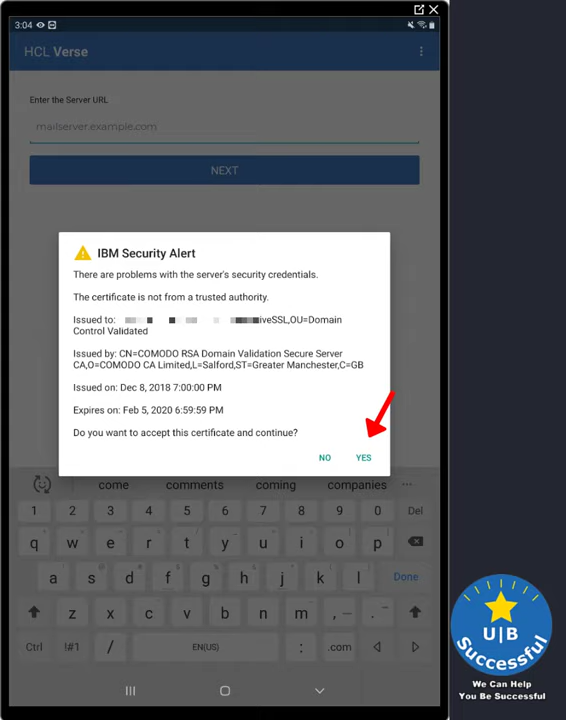 3:04
HCL Verse
Enter the Server URL
mailserver.example.com
NEXT
IBM Security Alert
There are problems with the server's security credentials.
The certificate is not from a trusted authority.
Issued to: iveSSL,OU=Domain
Control Validated
Issued by: CN=COMODO RSA Domain Validation Secure Server
CA,O=COMODO CA Limited,L=Salford,ST=Greater Manchester,C=GB
Issued on: Dec 8, 2018 7:00:00 PM
Expires on: Feb 5, 2020 6:59:59 PM
Do you want to accept this certificate and continue?
NO YES
come comments coming companies ...
1 2 3 4 5 6 7 8 9 0 Del
q w e r t y u i o p
a s d f g h j k l Done
z x c v b n m , .
Ctrl !#1 / EN(US) : .com
U|B
Successful
We Can Help
You Be Successful